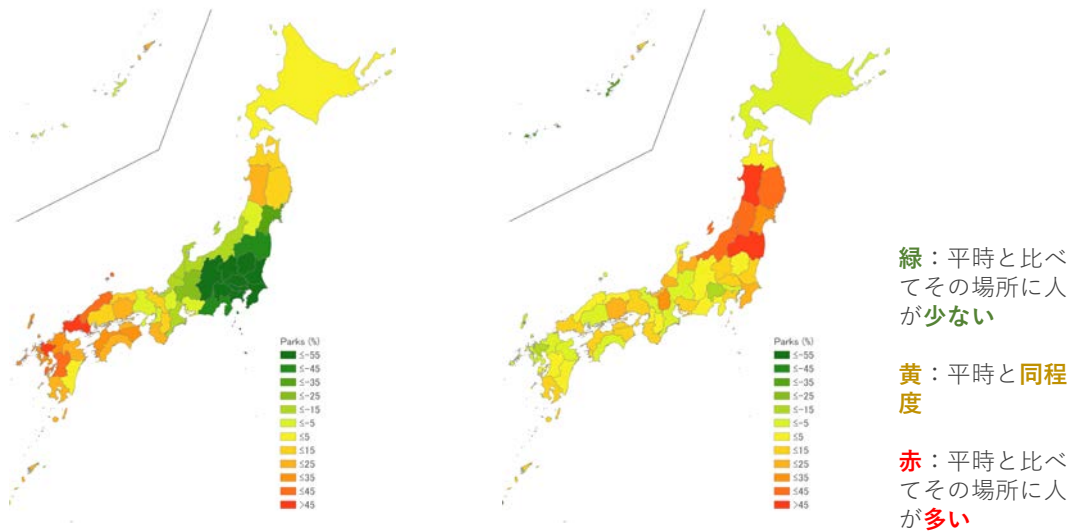 Parks (%)
≤-55
≤-45
≤-35
≤-25
≤-15
≤-5
≤5
≤15
≤25
≤35
≤45
>45
Parks (%)
≤-55
≤-45
≤-35
≤-25
≤-15
≤-5
≤5
≤15
≤25
≤35
≤45
>45
緑：平時と比べ
てその場所に人
が少ない
黄：平時と同程
度
赤：平時と比べ
てその場所に人
が多い